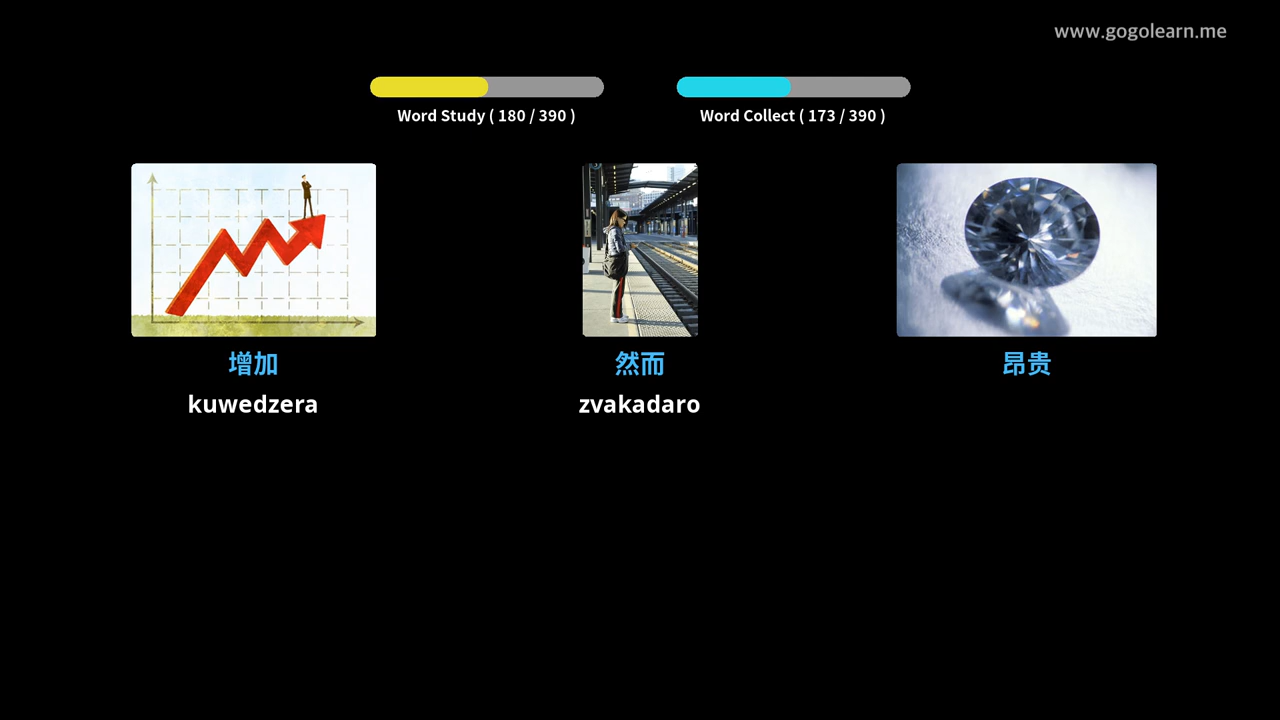 www.gogolearn.me
Word Study ( 180 / 390 )
Word Collect ( 173 / 390 )
增加
然而
昂贵
kuwedzera
zvakadaro